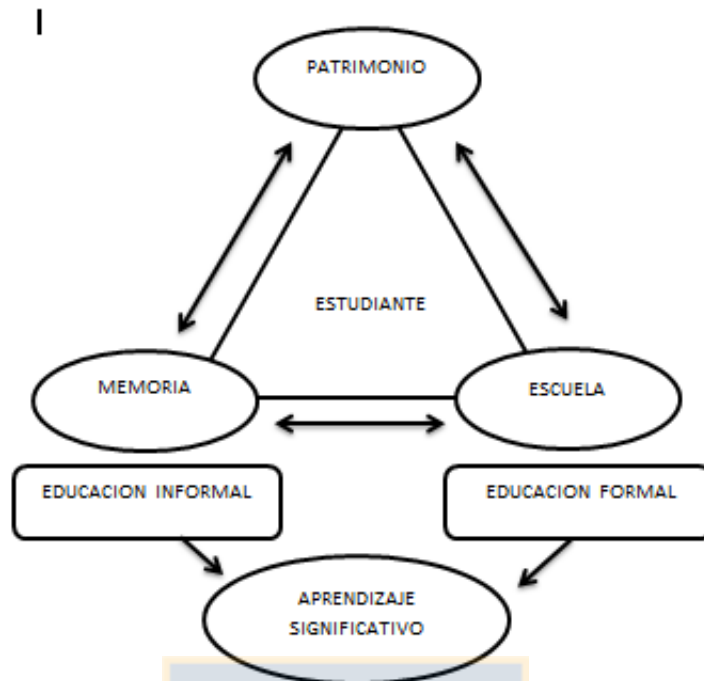 I
PATRIMONIO
ESTUDIANTE
MEMORIA
ESCUELA
EDUCACION INFORMAL
EDUCACION FORMAL
APRENDIZAJE
SIGNIFICATIVO